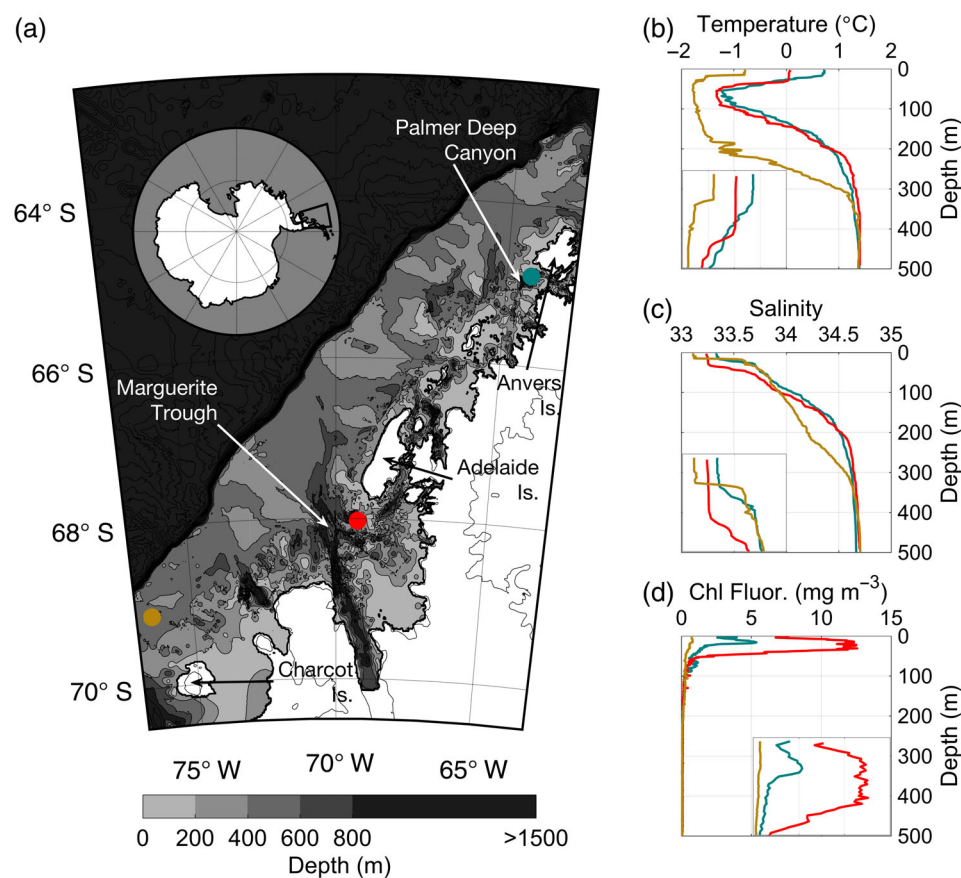 (a)
Palmer Deep
Canyon
64° S
66° S
Marguerite
Trough
Anvers
Is.
Adelaide
Is.
68° S
Charcot
Is.
70° S
75° W 70° W 65° W
0 200 400 600 800 >1500
Depth (m)
(b)
Temperature (°C)
−2 −1 0 1 2
0
100
200
300
400
500
Depth (m)
(c)
Salinity
33 33.5 34 34.5 35
0
100
200
300
400
500
Depth (m)
(d)
Chl Fluor. (mg m⁻³)
0 5 10 15
0
100
200
300
400
500
Depth (m)